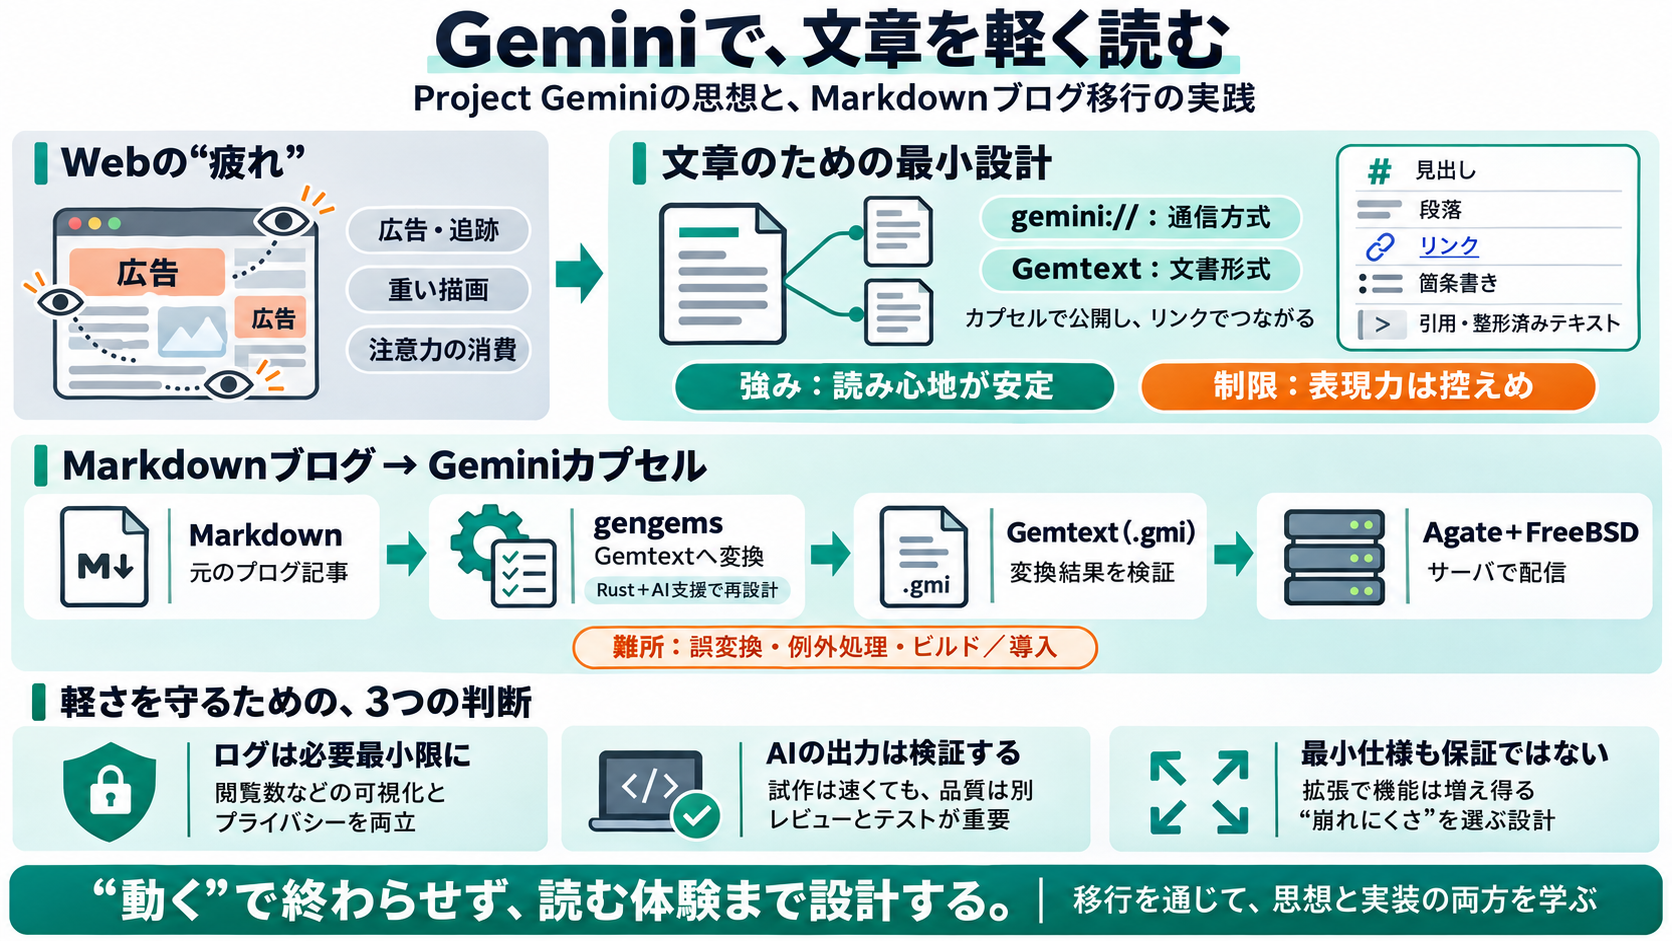 Geminiで、文章を軽く読む
Project Geminiの思想と、Markdownブログ移行の実践
Webの“疲れ”
広告
広告
広告・追跡
重い描画
注意力の消費
文章のための最小設計
gemini://：通信方式
Gemtext：文書形式
カプセルで公開し、リンクでつながる
# 見出し
段落
リンク
箇条書き
> 引用・整形済みテキスト
強み：読み心地が安定
制限：表現力は控えめ
Markdownブログ→Geminiカプセル
M↓
Markdown
元のブログ記事
gengems
Gemtextへ変換
Rust＋AI支援で再設計
.gmi
Gemtext(.gmi)
変換結果を検証
Agate＋FreeBSD
サーバで配信
難所：誤変換・例外処理・ビルド／導入
軽さを守るための、3つの判断
ログは必要最小限に
閲覧数などの可視化と
プライバシーを両立
</>
AIの出力は検証する
試作は速くても、品質は別
レビューとテストが重要
最小仕様も保証ではない
拡張で機能は増え得る
“崩れにくさ”を選ぶ設計
“動く”で終わらせず、読む体験まで設計する。
移行を通じて、思想と実装の両方を学ぶ